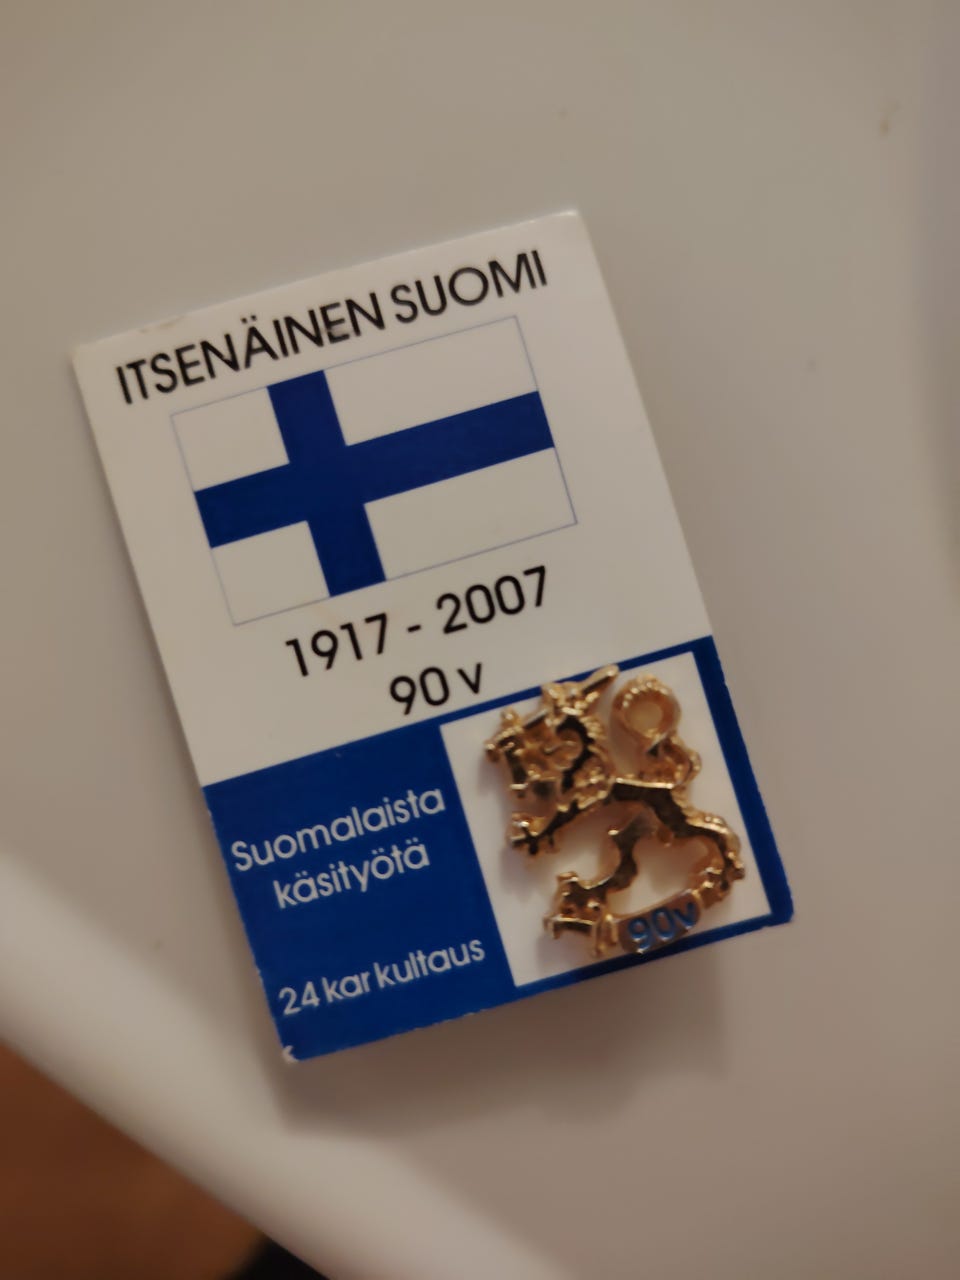 ITSENÄINEN SUOMI
1917 - 2007
90 v
Suomalaista
käsityötä
24 kar kultaus
90v